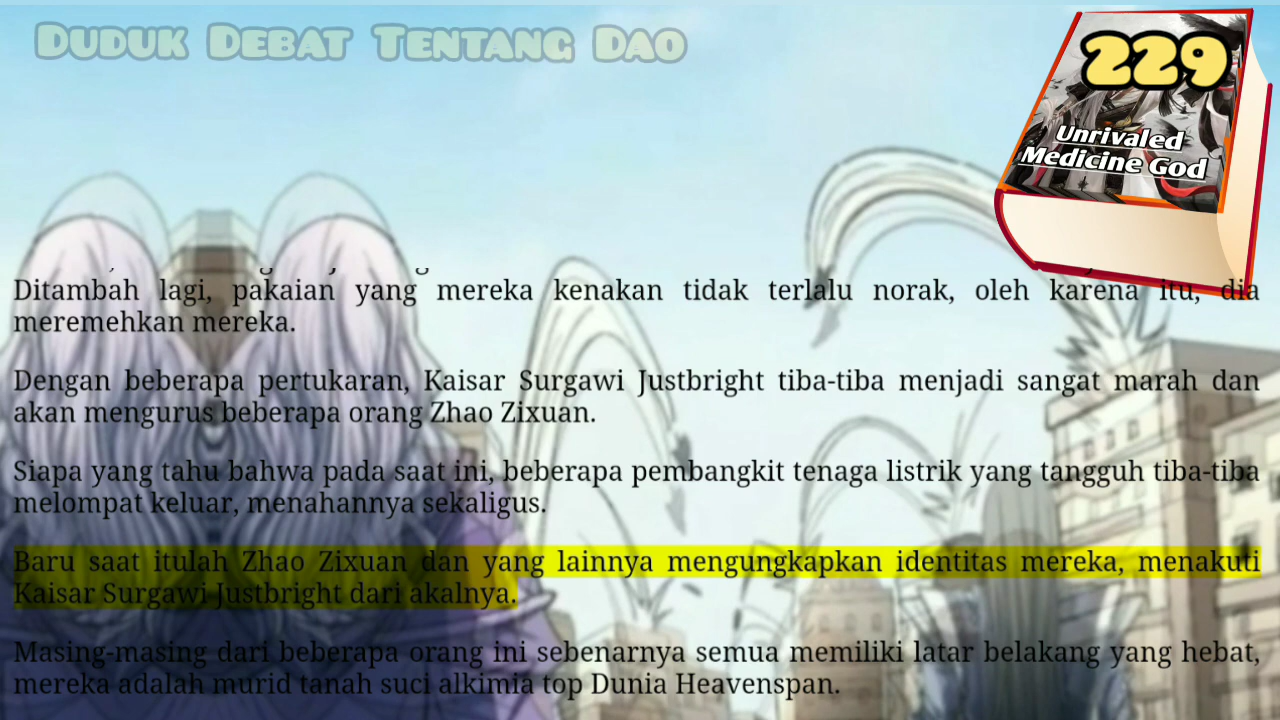 Duduk Debat Tentang Dao
229
Unrivaled
Medicine God
Ditambah lagi, pakaian yang mereka kenakan tidak terlalu norak, oleh karena itu, dia
meremehkan mereka.
Dengan beberapa pertukaran, Kaisar Surgawi Justbright tiba-tiba menjadi sangat marah dan
akan mengurus beberapa orang Zhao Zixuan.
Siapa yang tahu bahwa pada saat ini, beberapa pembangkit tenaga listrik yang tangguh tiba-tiba
melompat keluar, menahannya sekaligus.
Baru saat itulah Zhao Zixuan dan yang lainnya mengungkapkan identitas mereka, menakuti
Kaisar Surgawi Justbright dari akalnya.
Masing-masing dari beberapa orang ini sebenarnya semua memiliki latar belakang yang hebat,
mereka adalah murid tanah suci alkimia top Dunia Heavenspan.